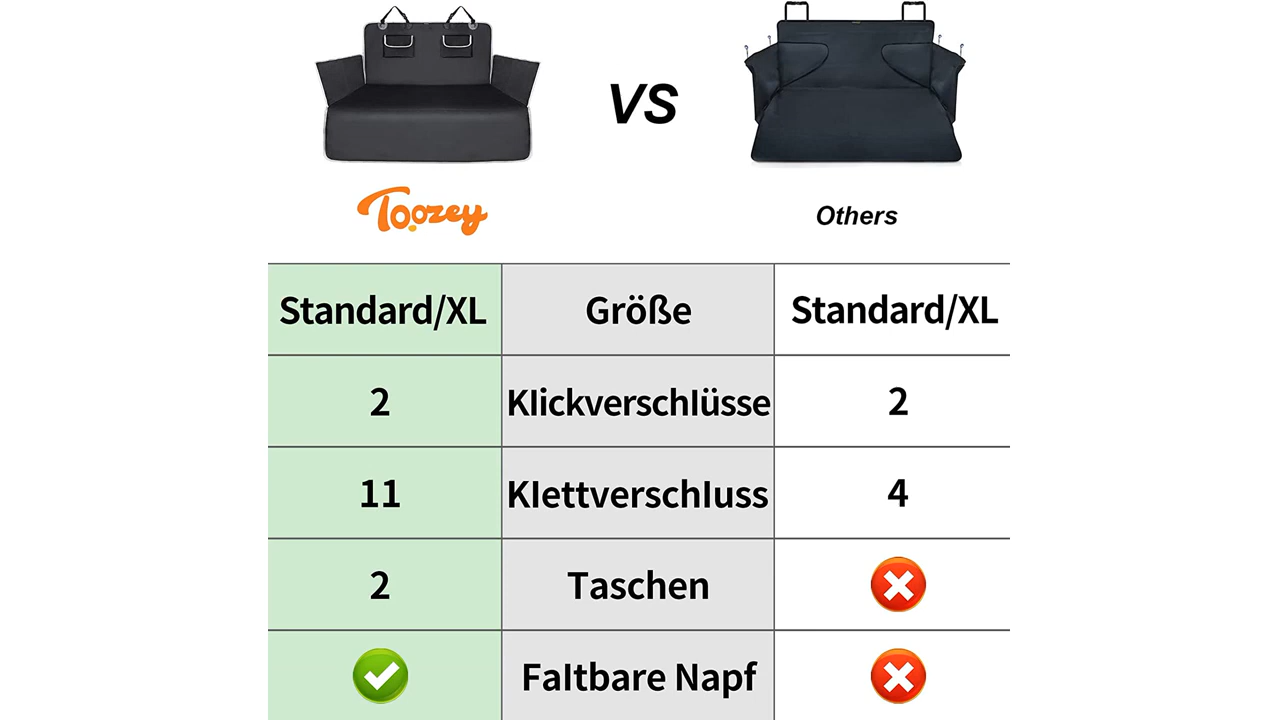 VS
Toozey
Others
Standard/XL Größe Standard/XL
2 Klickverschlüsse 2
11 Klettverschluss 4
2 Taschen
Faltbare Napf